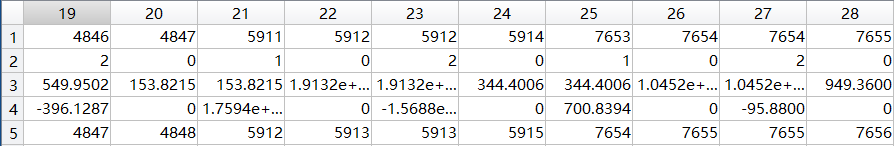 19 20 21 22 23 24 25 26 27 28
1 4846 4847 5911 5912 5912 5914 7653 7654 7654 7655
2 2 0 1 0 2 0 1 0 2 0
3 549.9502 153.8215 153.8215 1.9132e+... 1.9132e+... 344.4006 344.4006 1.0452e+... 1.0452e+... 949.3600
4 -396.1287 0 1.7594e+... 0 -1.5688e... 0 700.8394 0 -95.8800 0
5 4847 4848 5912 5913 5913 5915 7654 7655 7655 7656